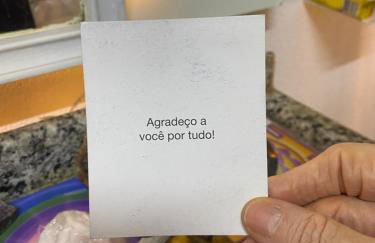 Agradeço a
você por tudo!